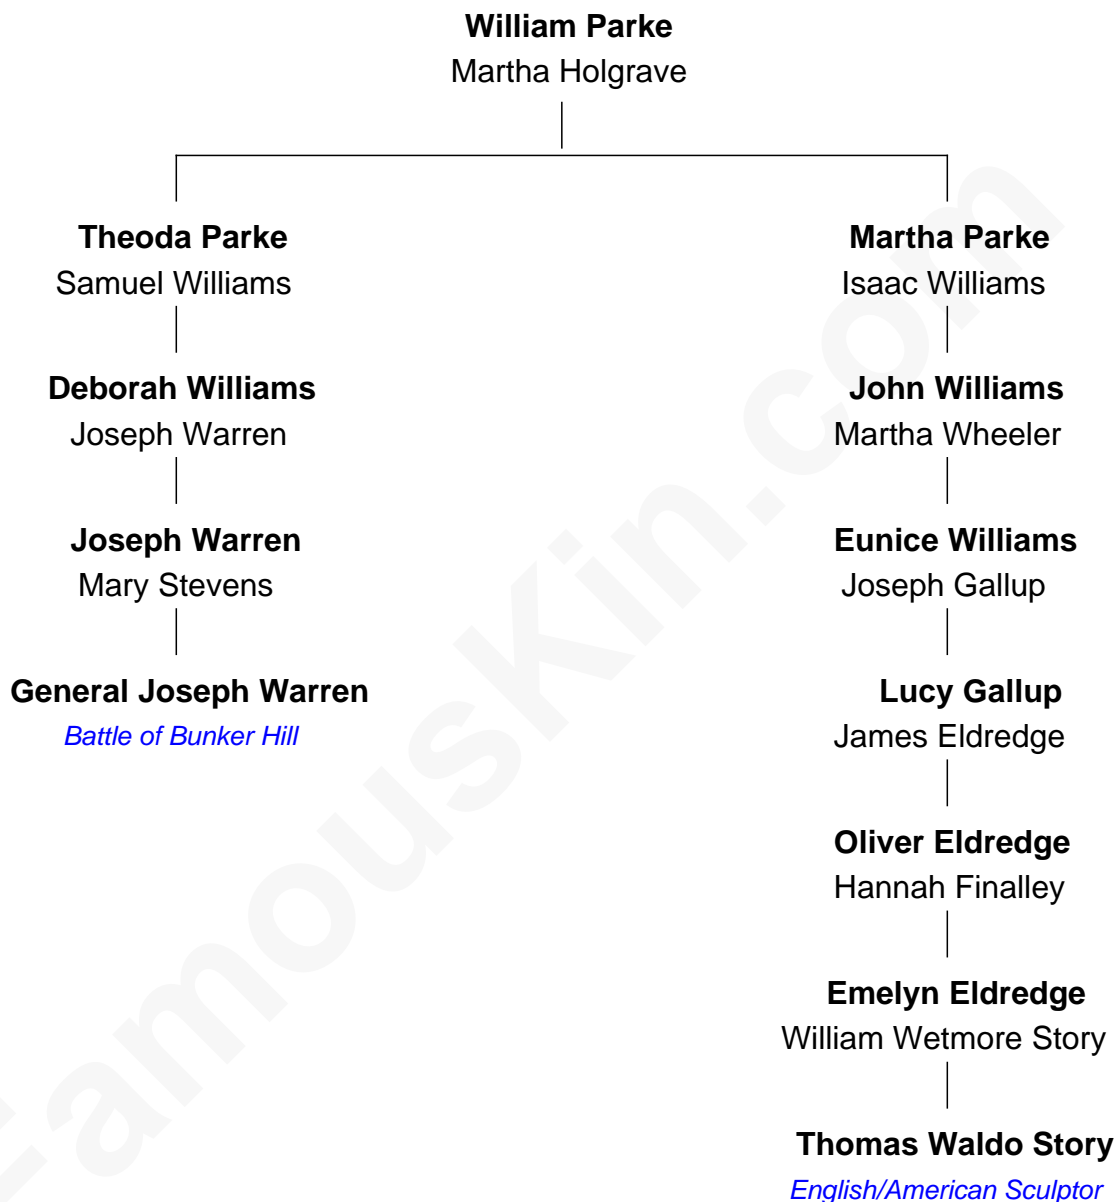 William Parke
Martha Holgrave
Theoda Parke
Samuel Williams
Martha Parke
Isaac Williams
Deborah Williams
Joseph Warren
John Williams
Martha Wheeler
Joseph Warren
Mary Stevens
Eunice Williams
Joseph Gallup
General Joseph Warren
Battle of Bunker Hill
Lucy Gallup
James Eldredge
Oliver Eldredge
Hannah Finalley
Emelyn Eldredge
William Wetmore Story
Thomas Waldo Story
English/American Sculptor
FamousKin.com